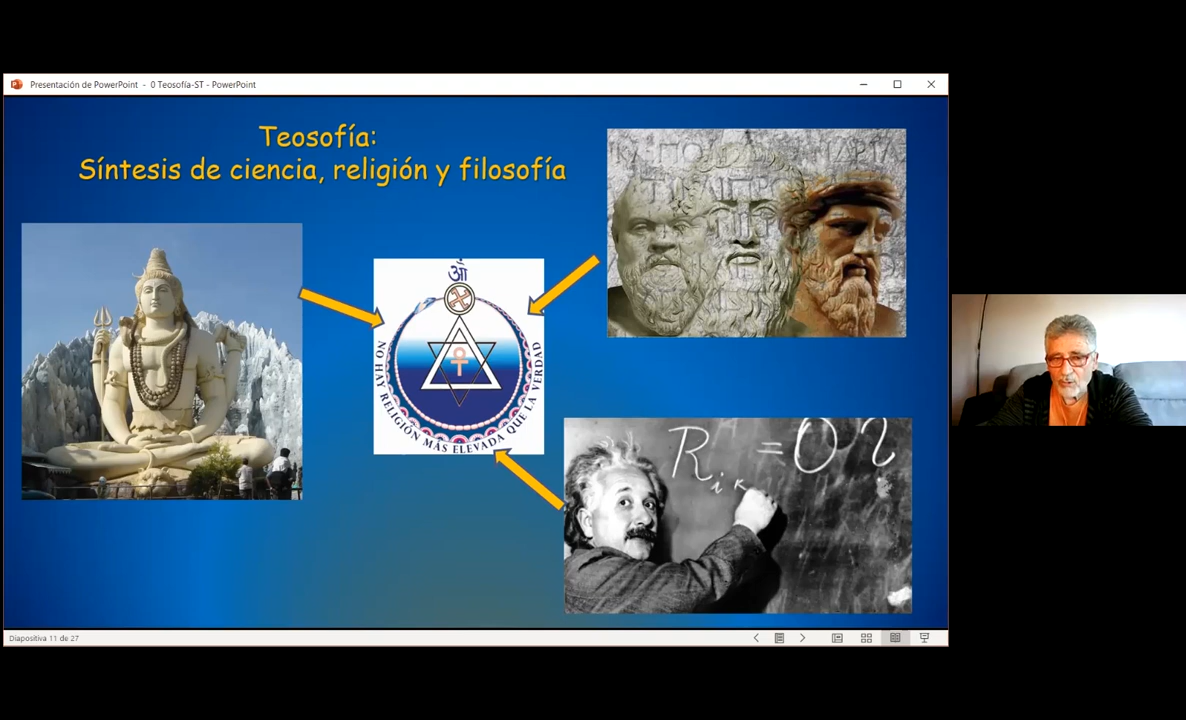 Presentación de PowerPoint - 0 Teosofía-ST - PowerPoint
Teosofía:
Síntesis de ciencia, religión y filosofía
ॐ
NO HAY RELIGIÓN MÁS ELEVADA QUE LA VERDAD
R i κ = 0
Diapositiva 11 de 27